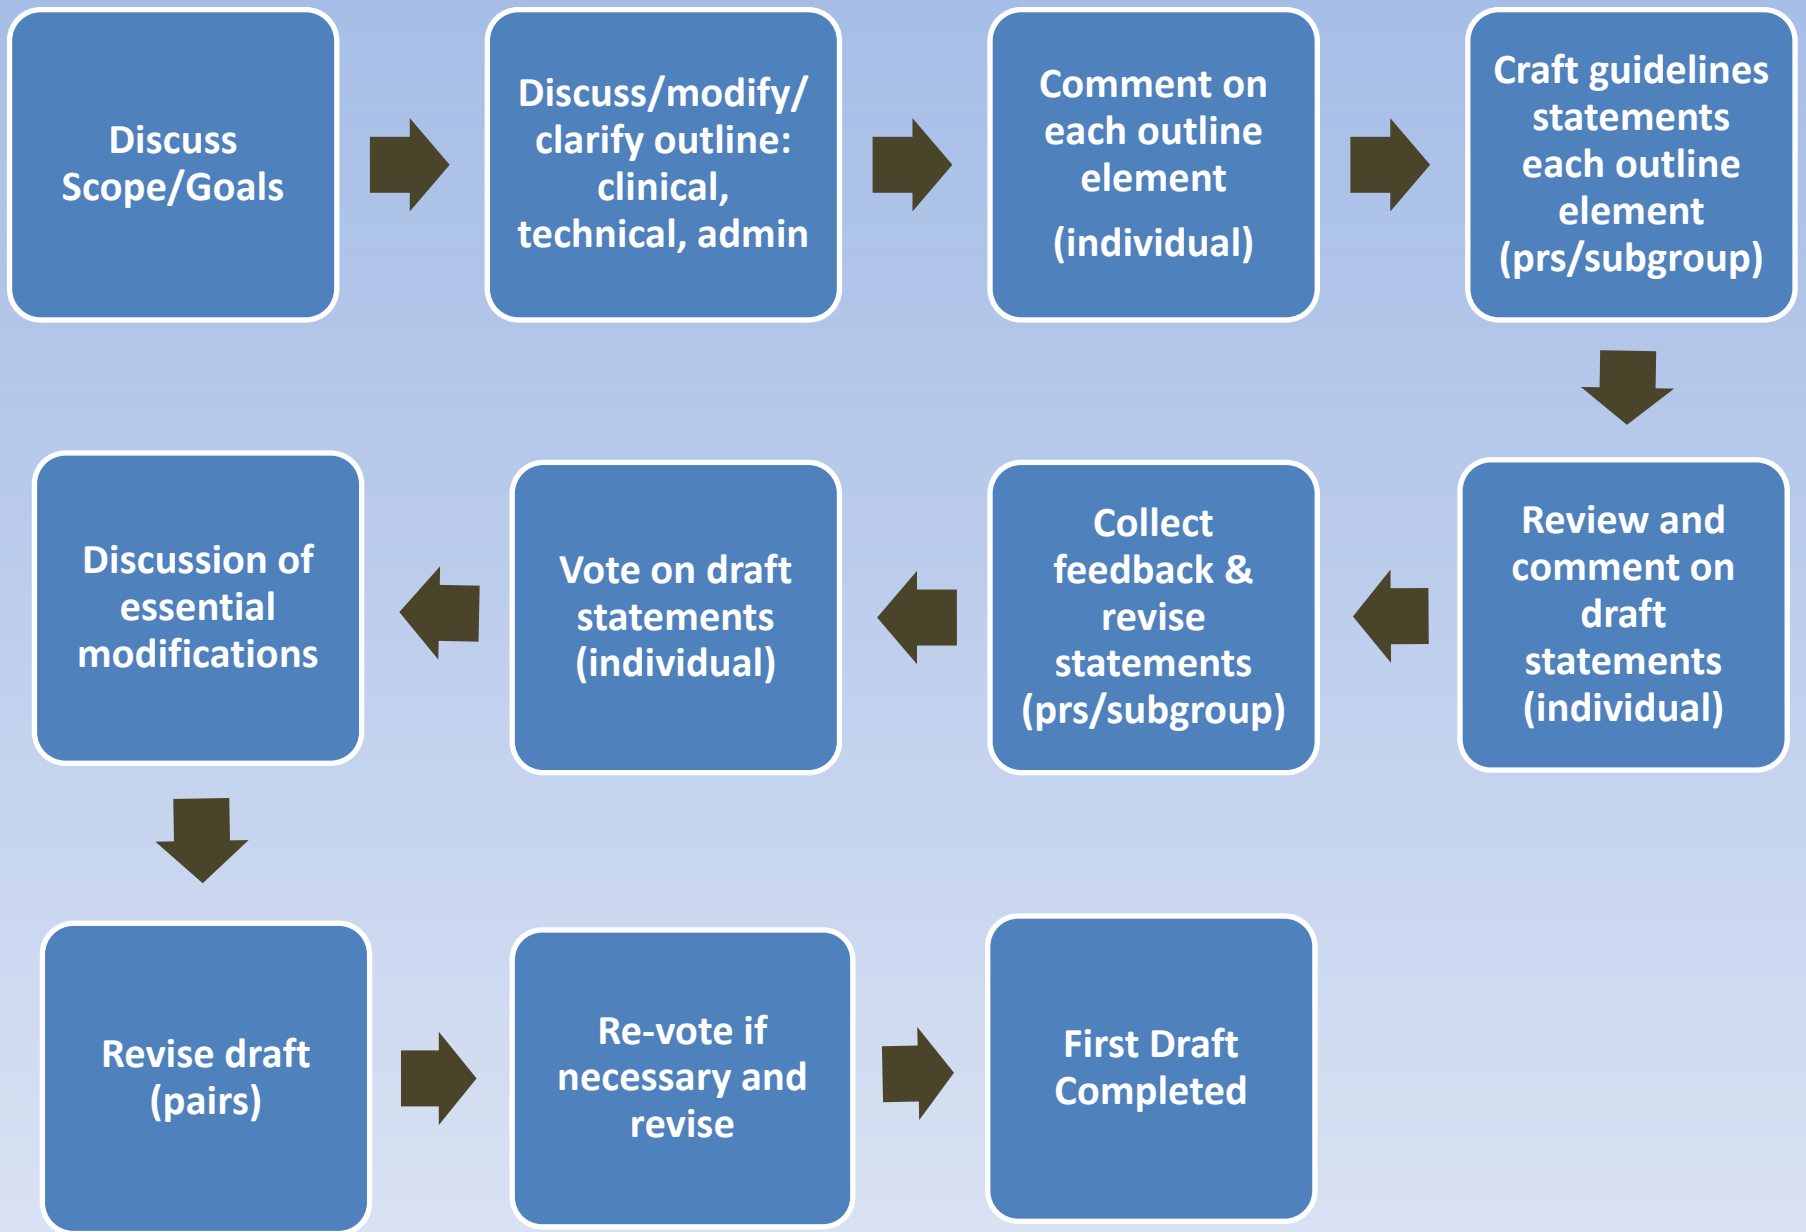 Discuss
Scope/Goals
Discuss/modify/
clarify outline:
clinical,
technical, admin
Comment on
each outline
element
(individual)
Craft guidelines
statements
each outline
element
(prs/subgroup)
Review and
comment on
draft
statements
(individual)
Collect
feedback &
revise
statements
(prs/subgroup)
Vote on draft
statements
(individual)
Discussion of
essential
modifications
Revise draft
(pairs)
Re-vote if
necessary and
revise
First Draft
Completed